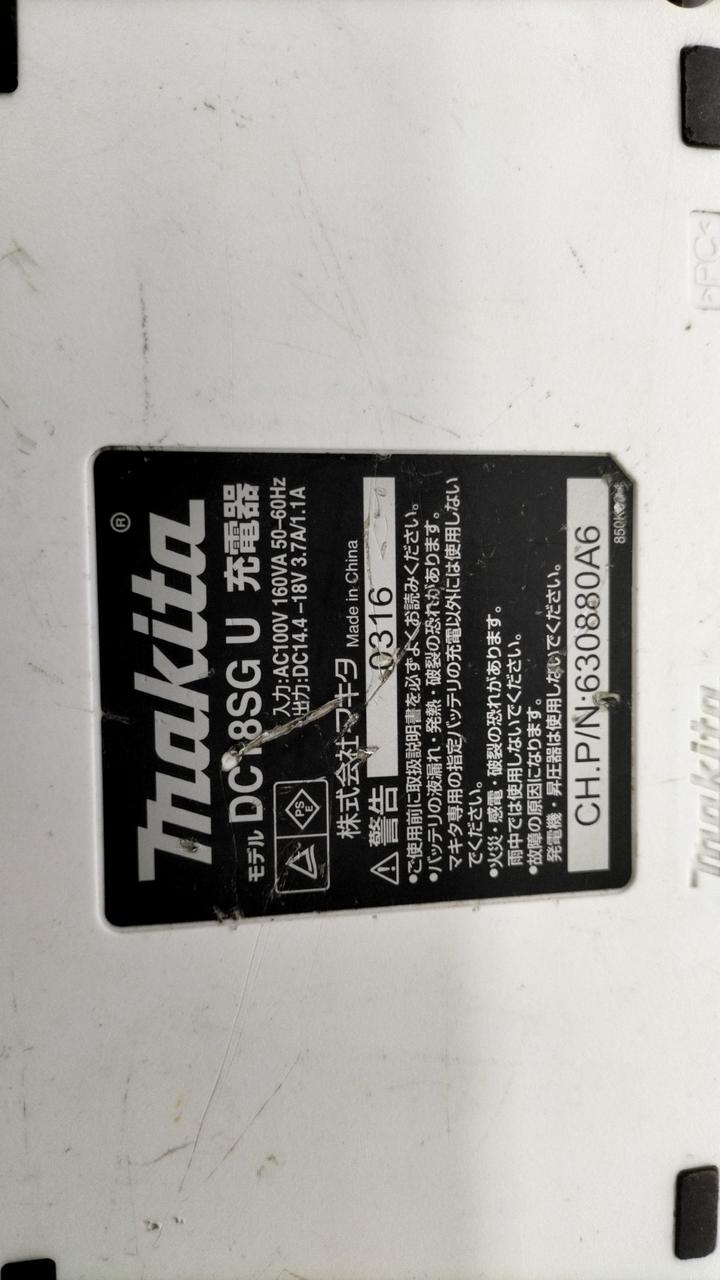 makita®
モデル DC18SG U 充電器
入力:AC100V 160VA 50-60Hz
出力:DC14.4-18V 3.7A/1.1A
PS
E
株式会社マキタ Made in China
0316
⚠警告
●ご使用前に取扱説明書を必ずよくお読みください。
●バッテリの液漏れ・発熱・破裂の恐れがあります。
マキタ専用の指定バッテリの充電以外には使用しない
でください。
●火災・感電・破裂の恐れがあります。
雨中では使用しないでください。
●故障の原因になります。
発電機・昇圧器は使用しないでください。
CH.P/N:630880A6
>PC<
makita